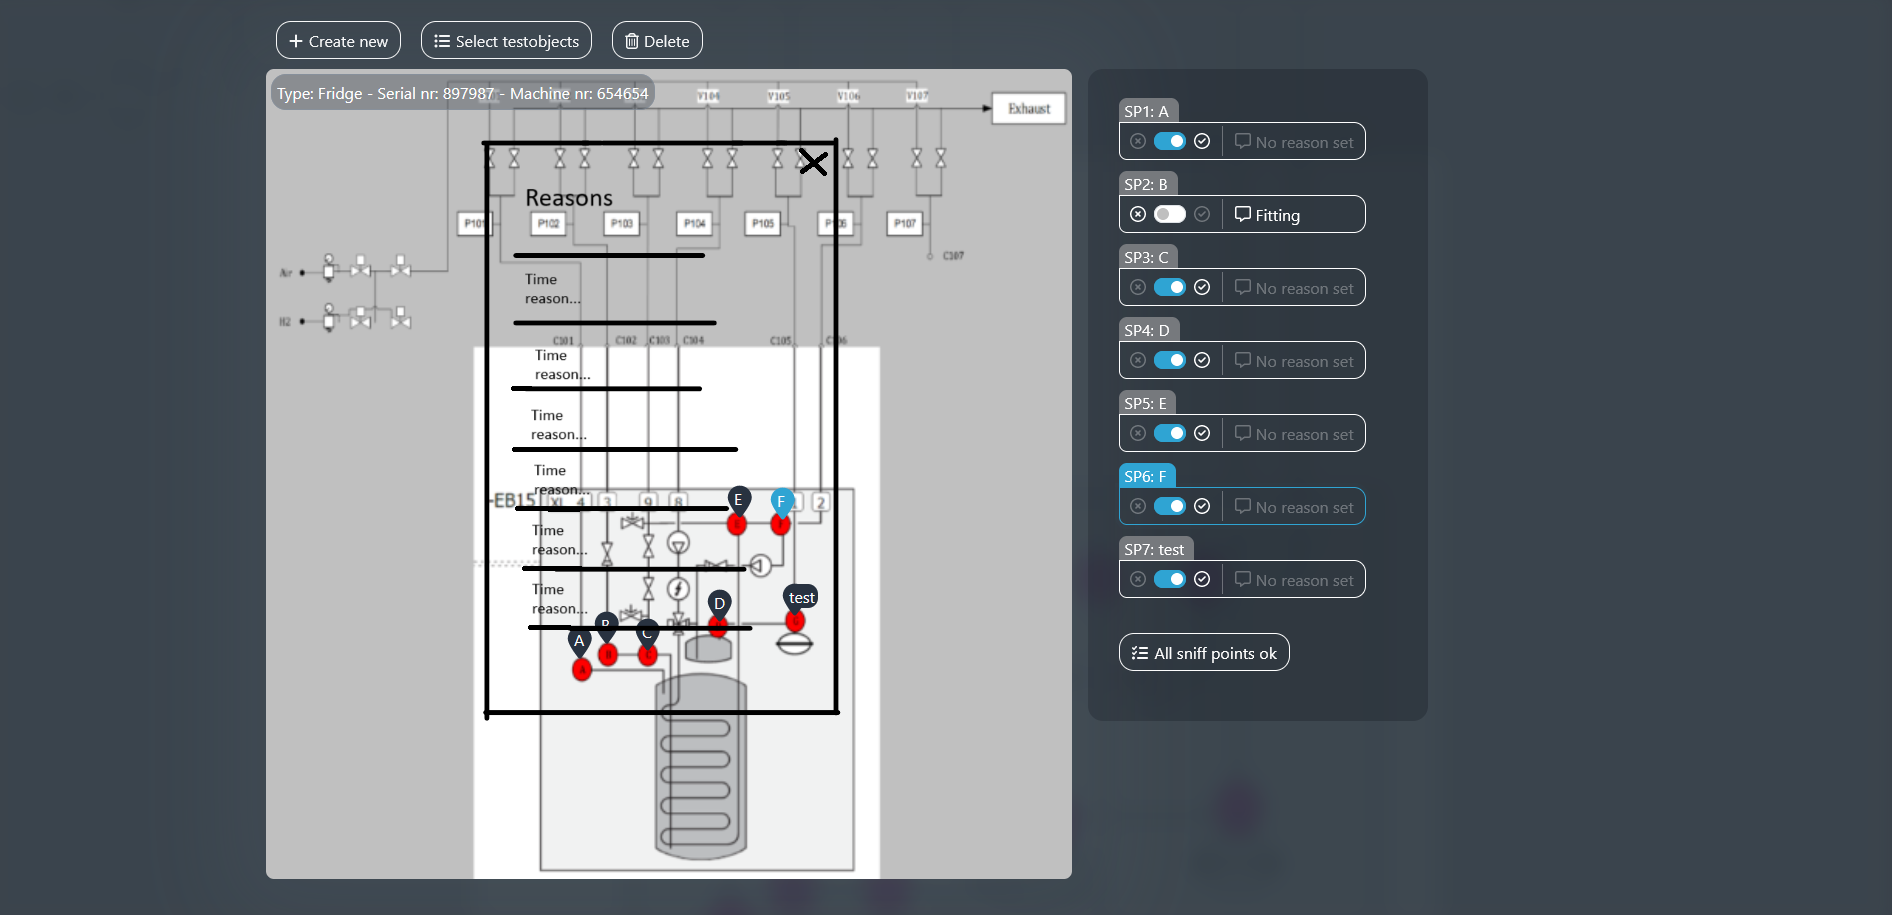 Create new
Select testobjects
Delete
Type: Fridge - Serial nr: 897987 - Machine nr: 654654
V104
V105
V106
V107
Exhaust
Reasons
P101
P102
P103
P104
P105
P106
P107
C107
Air
H2
Time
reason...
C101
C102
C103
C104
C105
Time
reason...
Time
reason...
Time
reason...
-EB15
XL
4
3
9
8
1
2
E
F
Time
reason...
Time
reason...
D
test
A
B
C
A
B
SP1: A
No reason set
SP2: B
Fitting
SP3: C
No reason set
SP4: D
No reason set
SP5: E
No reason set
SP6: F
No reason set
SP7: test
No reason set
All sniff points ok